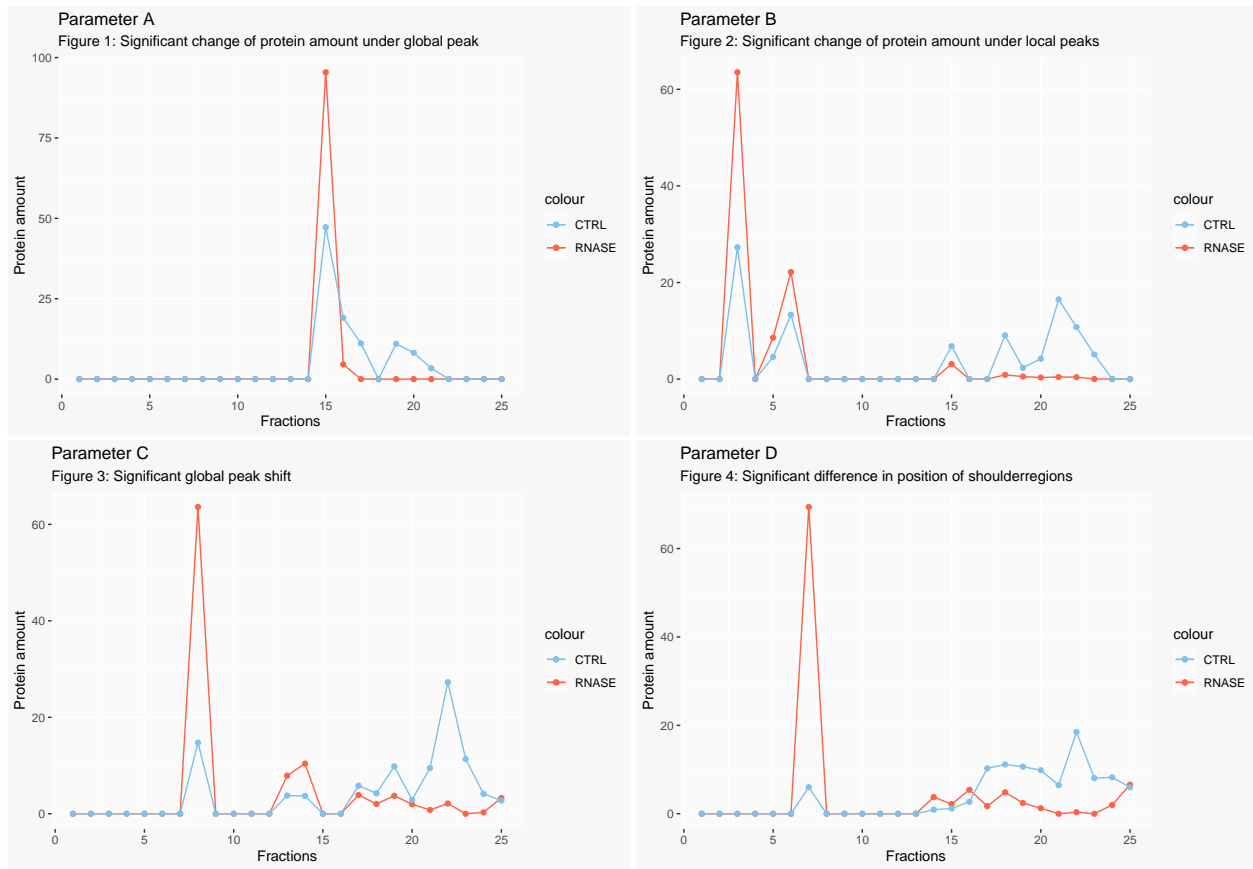 Parameter A
Figure 1: Significant change of protein amount under global peak
100
75
50
25
0
0
5
10
15
20
25
Protein amount
Fractions
colour
CTRL
RNASE
Parameter B
Figure 2: Significant change of protein amount under local peaks
60
40
20
0
0
5
10
15
20
25
Protein amount
Fractions
colour
CTRL
RNASE
Parameter C
Figure 3: Significant global peak shift
60
40
20
0
0
5
10
15
20
25
Protein amount
Fractions
colour
CTRL
RNASE
Parameter D
Figure 4: Significant difference in position of shoulderregions
60
40
20
0
0
5
10
15
20
25
Protein amount
Fractions
colour
CTRL
RNASE